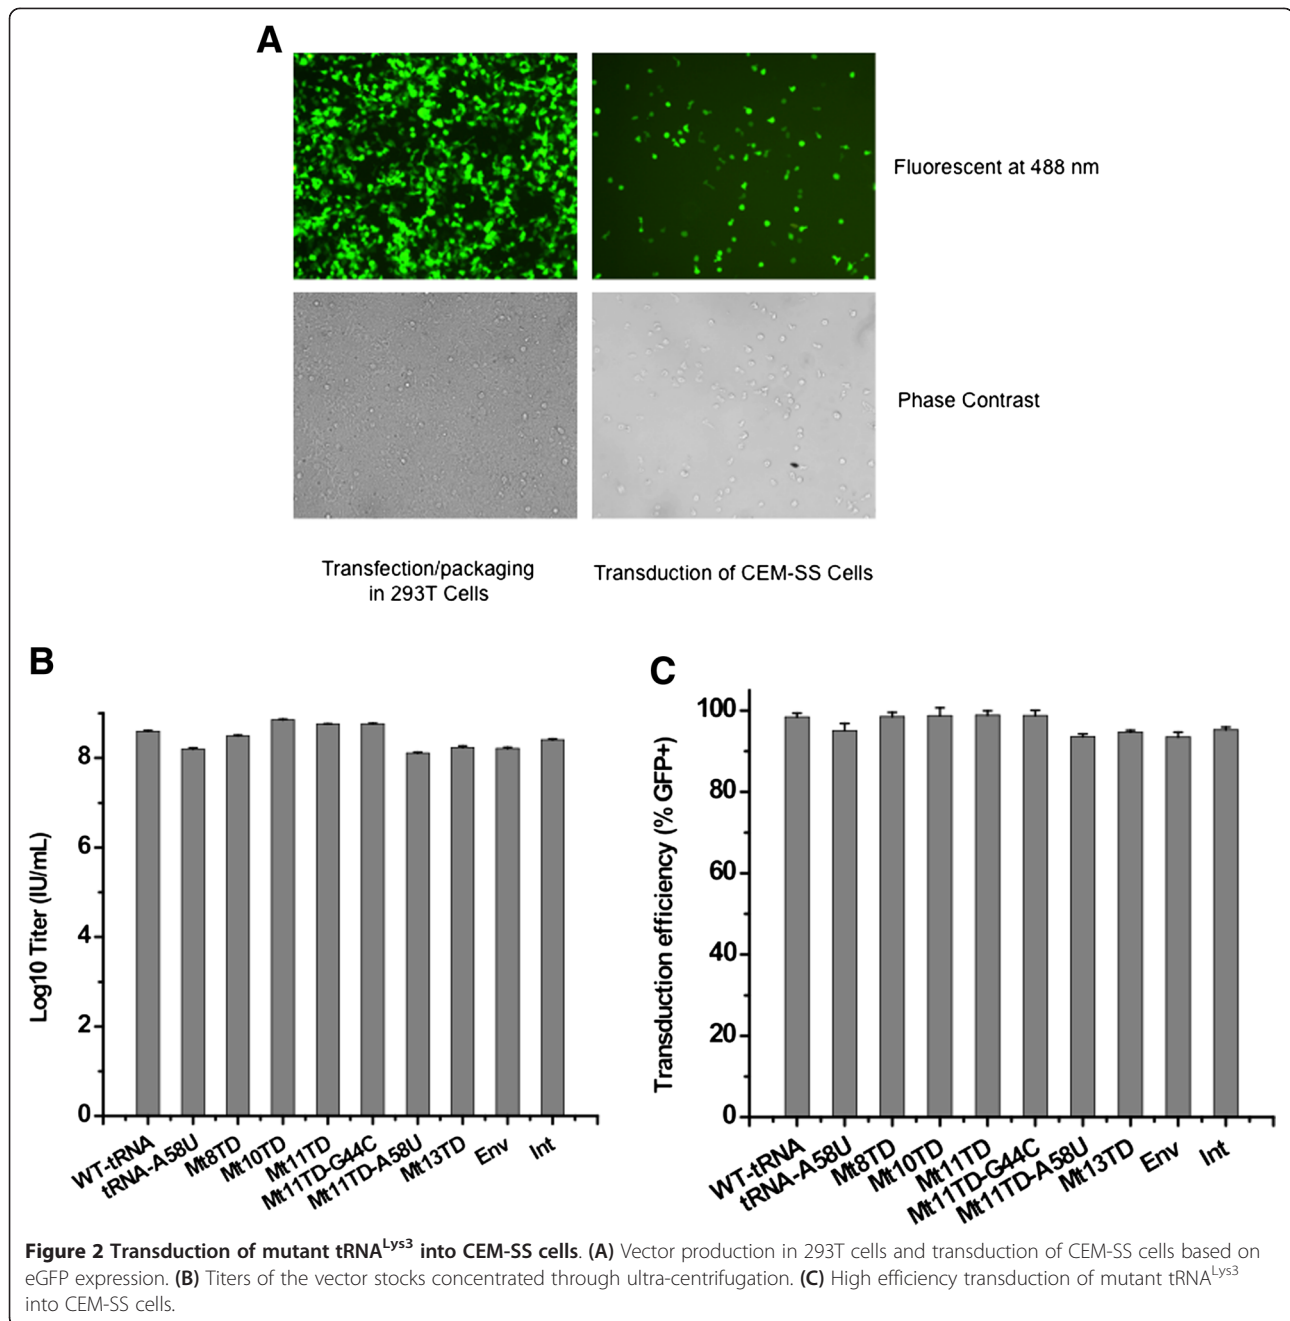 A
Fluorescent at 488 nm
Phase Contrast
Transfection/packaging
in 293T Cells
Transduction of CEM-SS Cells
B
Log10 Titer (IU/mL)
8
6
4
2
0
WT-tRNA
tRNA-A58U
Mt8TD
Mt10TD
Mt11TD
Mt11TD-G44C
Mt11TD-A58U
Mt13TD
Env
Int
C
Transduction efficiency (% GFP+)
100
80
60
40
20
0
WT-tRNA
tRNA-A58U
Mt8TD
Mt10TD
Mt11TD
Mt11TD-G44C
Mt11TD-A58U
Mt13TD
Env
Int
Figure 2 Transduction of mutant tRNA^Lys3 into CEM-SS cells. (A) Vector production in 293T cells and transduction of CEM-SS cells based on
eGFP expression. (B) Titers of the vector stocks concentrated through ultra-centrifugation. (C) High efficiency transduction of mutant tRNA^Lys3
into CEM-SS cells.